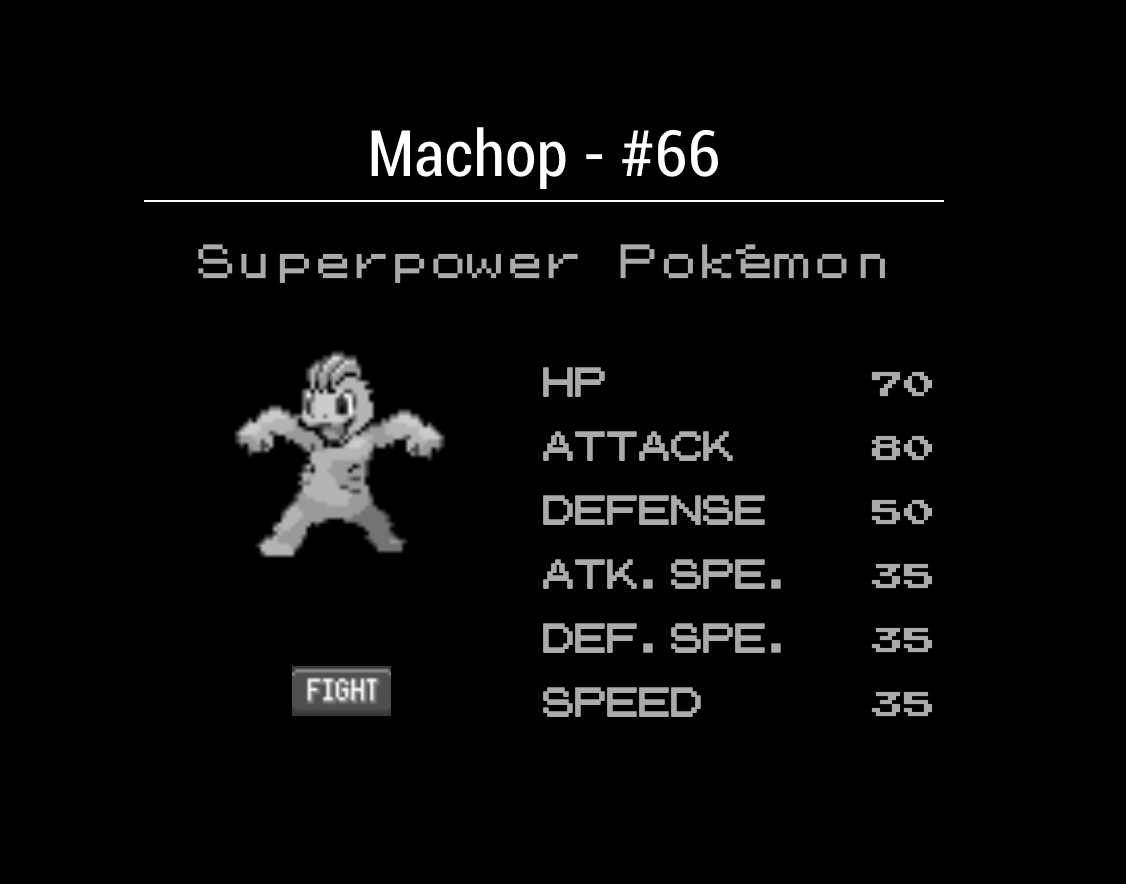 Machop - #66
Superpower Pokémon
HP 70
ATTACK 80
DEFENSE 50
ATK. SPE. 35
DEF. SPE. 35
SPEED 35
FIGHT